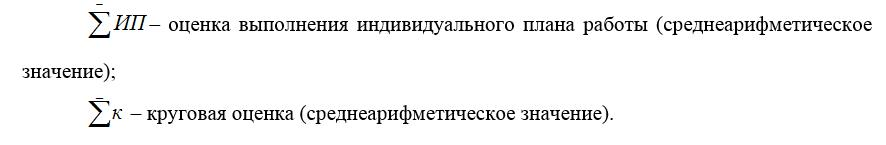 ∑̄ ИП – оценка выполнения индивидуального плана работы (среднеарифметическое
значение);
∑̄ к – круговая оценка (среднеарифметическое значение).